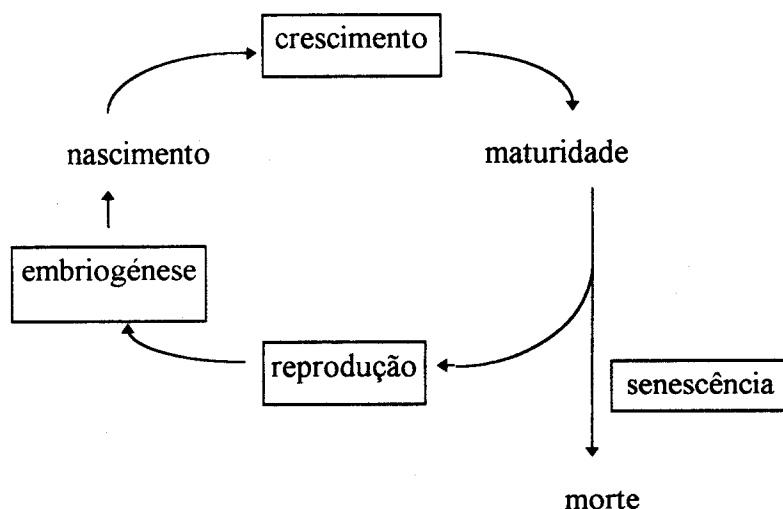 crescimento
nascimento
maturidade
embriogénese
reprodução
senescência
morte